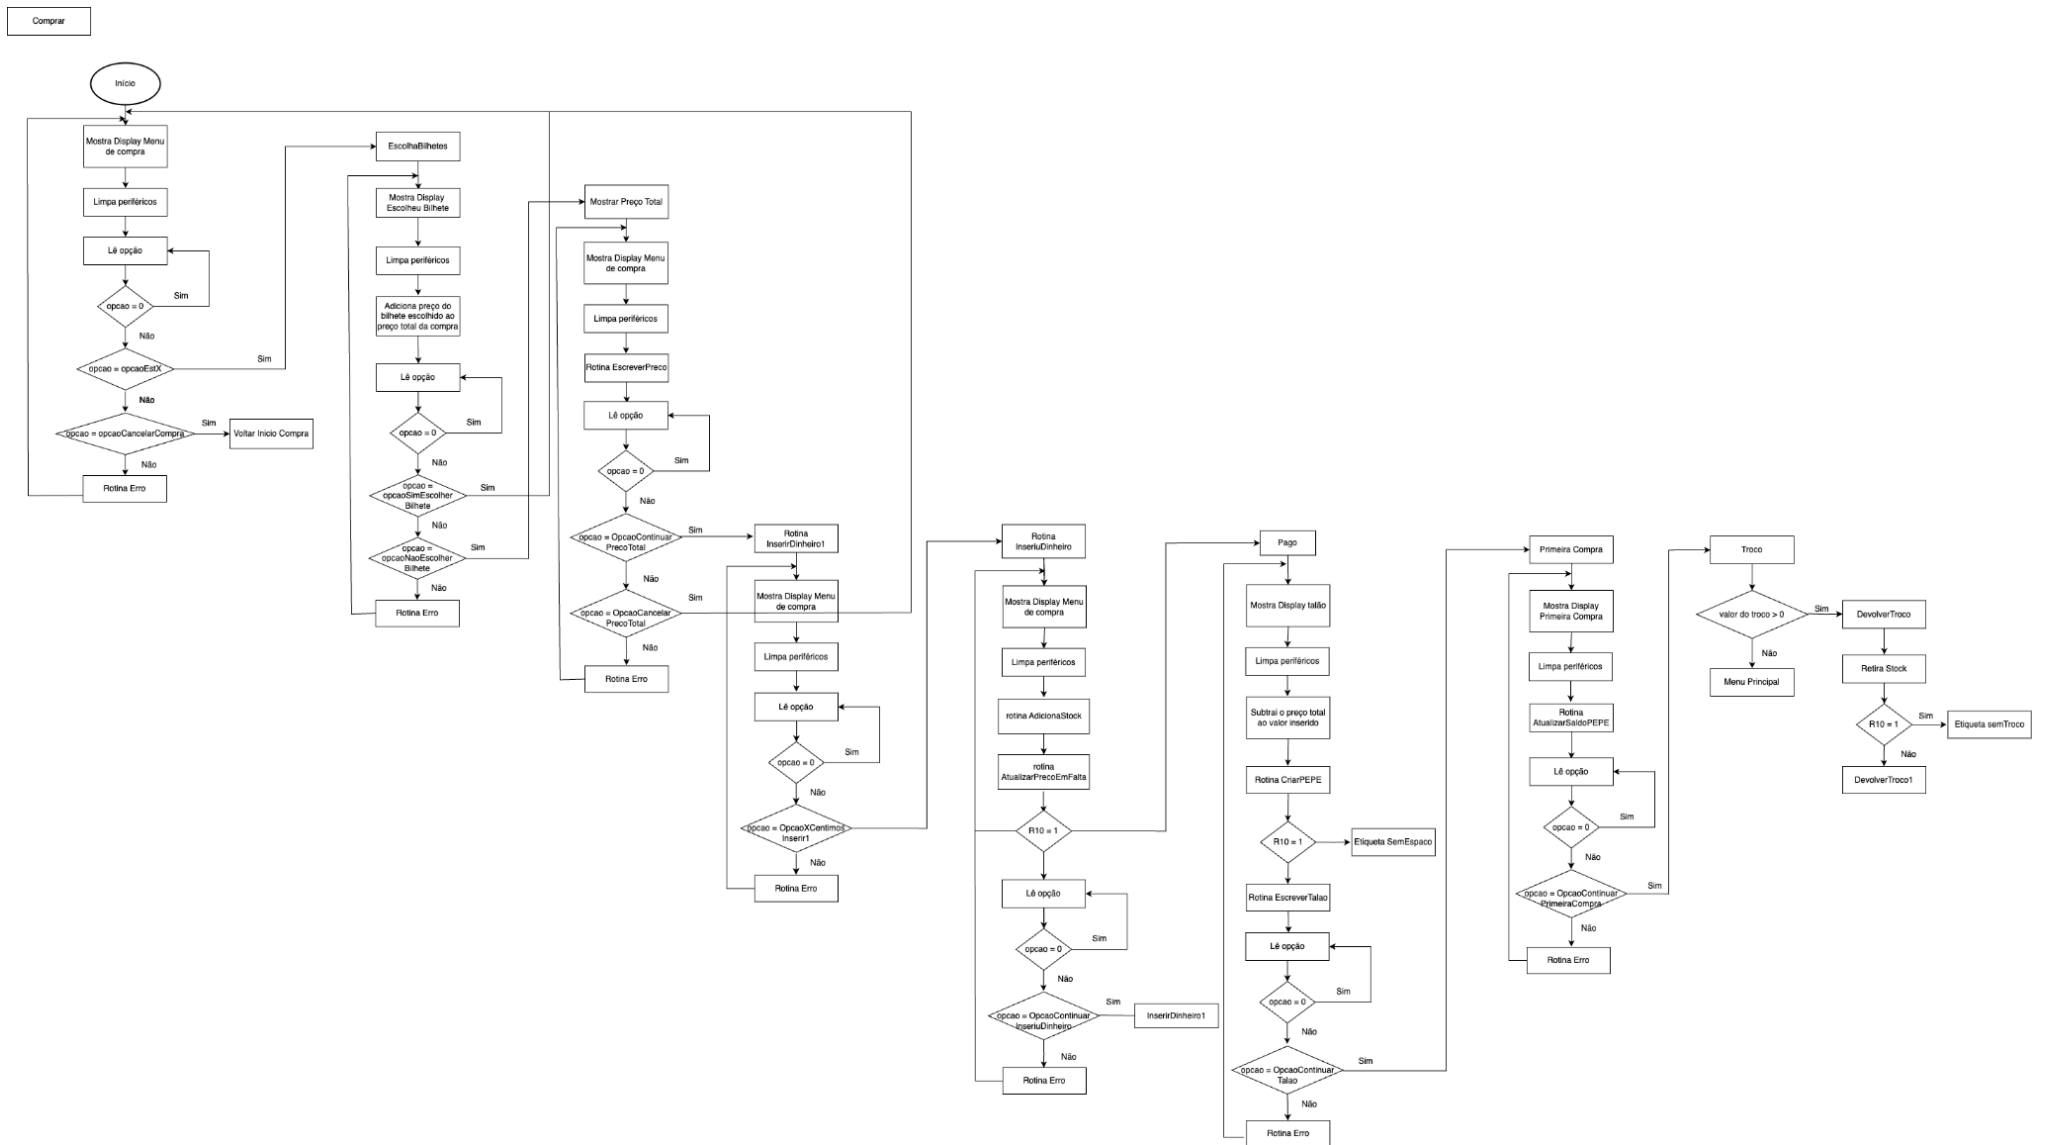 Comprar
Início
Mostra Display Menu
de compra
Limpa periféricos
Lê opção
opcao = 0
Sim
Não
opcao = opcaoEstX
Sim
Não
opcao = opcaoCancelarCompra
Sim
Voltar Inicio Compra
Não
Rotina Erro
EscolhaBilhetes
Mostra Display
Escolheu Bilhete
Limpa periféricos
Adiciona preço do
bilhete escolhido ao
preço total da compra
Lê opção
opcao = 0
Sim
Não
opcao =
opcaoSimEscolher
Bilhete
Sim
Não
opcao =
opcaoNaoEscolher
Bilhete
Sim
Não
Rotina Erro
Mostrar Preço Total
Mostra Display Menu
de compra
Limpa periféricos
Rotina EscreverPreco
Lê opção
opcao = 0
Sim
Não
opcao = OpcaoContinuar
PrecoTotal
Sim
Não
opcao = OpcaoCancelar
PrecoTotal
Sim
Não
Rotina Erro
Rotina
InserirDinheiro1
Mostra Display Menu
de compra
Limpa periféricos
Lê opção
opcao = 0
Sim
Não
opcao = OpcaoXCentimos
Inserir1
Não
Rotina Erro
Rotina
InseriuDinheiro
Mostra Display Menu
de compra
Limpa periféricos
rotina AdicionaStock
rotina
AtualizarPrecoEmFalta
R10 = 1
Lê opção
opcao = 0
Sim
Não
opcao = OpcaoContinuar
InseriuDinheiro
Sim
InserirDinheiro1
Não
Rotina Erro
Pago
Mostra Display talão
Limpa periféricos
Subtrai o preço total
ao valor inserido
Rotina CriarPEPE
R10 = 1
Etiqueta SemEspaco
Rotina EscreverTalao
Lê opção
opcao = 0
Sim
Não
opcao = OpcaoContinuar
Talao
Sim
Não
Rotina Erro
Primeira Compra
Mostra Display
Primeira Compra
Limpa periféricos
Rotina
AtualizarSaldoPEPE
Lê opção
opcao = 0
Sim
Não
opcao = OpcaoContinuar
PrimeiraCompra
Sim
Não
Rotina Erro
Troco
valor do troco > 0
Sim
Não
Menu Principal
DevolverTroco
Retira Stock
R10 = 1
Sim
Etiqueta semTroco
Não
DevolverTroco1